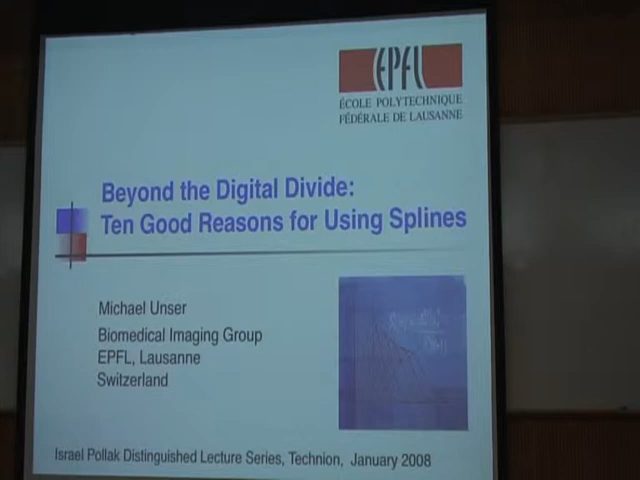 EPFL
ÉCOLE POLYTECHNIQUE
FÉDÉRALE DE LAUSANNE
Beyond the Digital Divide:
Ten Good Reasons for Using Splines
Michael Unser
Biomedical Imaging Group
EPFL, Lausanne
Switzerland
Israel Pollak Distinguished Lecture Series, Technion, January 2008